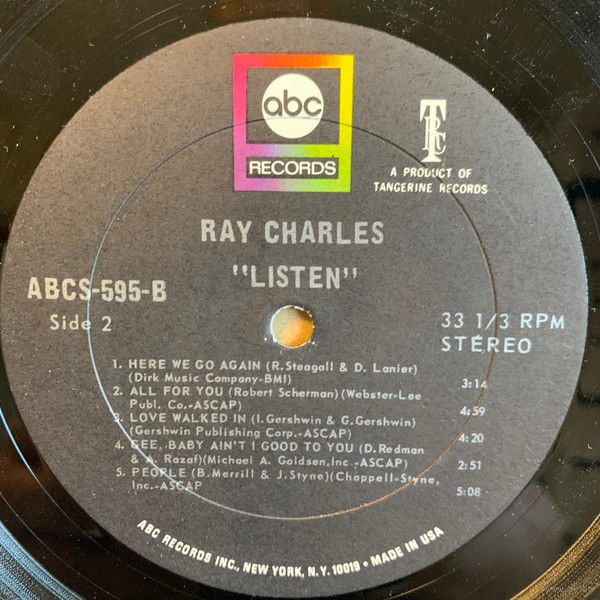 abc
RECORDS
TRC
A PRODUCT OF
TANGERINE RECORDS
RAY CHARLES
"LISTEN"
ABCS-595-B
Side 2
33 1/3 RPM
STEREO
1. HERE WE GO AGAIN (R.Steagall & D. Lanier)
(Dirk Music Company-BMI) 3:14
2. ALL FOR YOU (Robert Scherman)(Webster-Lee
Publ. Co.-ASCAP) 4:59
3. LOVE WALKED IN (I.Gershwin & G.Gershwin)
(Gershwin Publishing Corp.-ASCAP) 4:20
4. GEE, BABY AIN'T I GOOD TO YOU (D.Redman
& A. Razaf)(Michael A. Goldsen,Inc.-ASCAP) 2:51
5. PEOPLE (B.Merrill & J.Styne)(Chappell-Styne,
Inc.-ASCAP 5:08
ABC RECORDS INC., NEW YORK, N.Y. 10019 • MADE IN USA